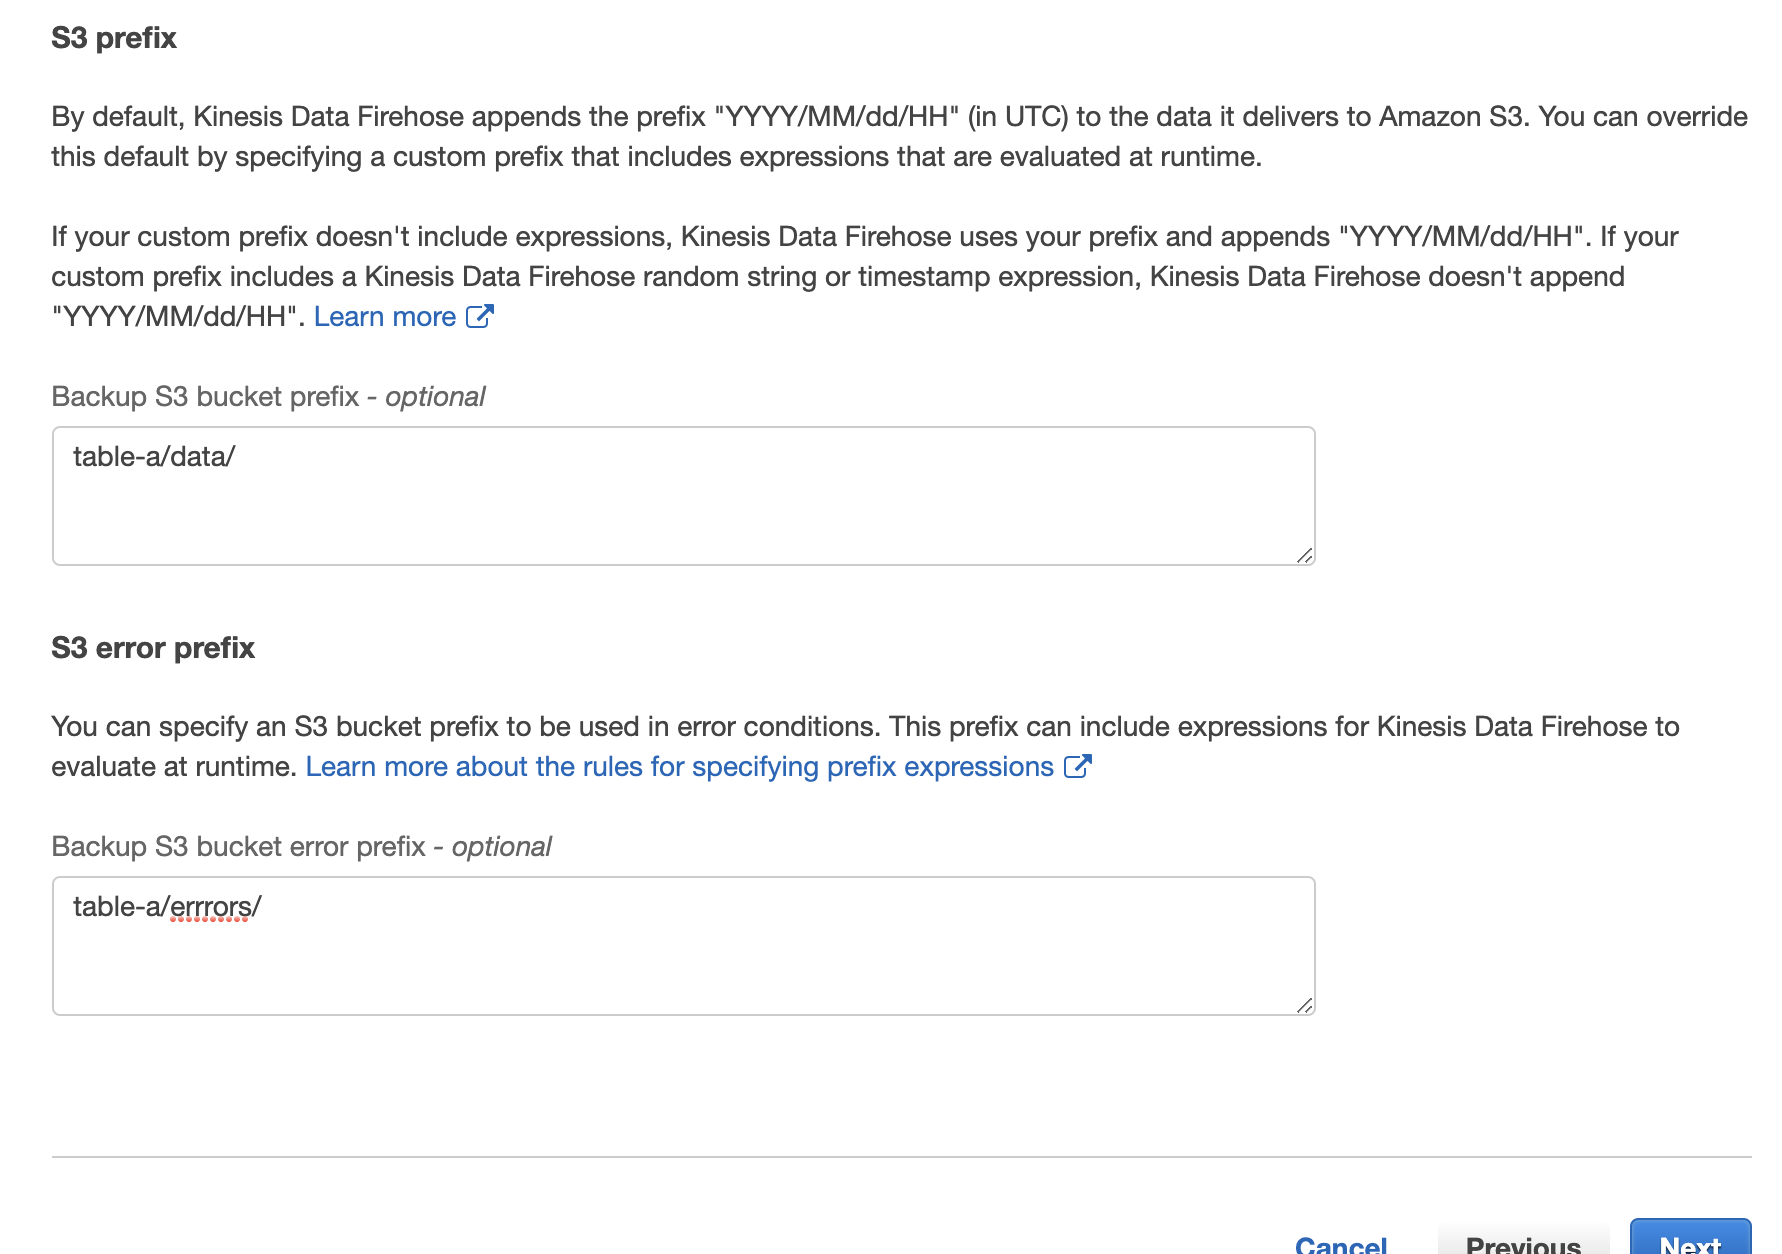 S3 prefix
By default, Kinesis Data Firehose appends the prefix "YYYY/MM/dd/HH" (in UTC) to the data it delivers to Amazon S3. You can override
this default by specifying a custom prefix that includes expressions that are evaluated at runtime.
If your custom prefix doesn't include expressions, Kinesis Data Firehose uses your prefix and appends "YYYY/MM/dd/HH". If your
custom prefix includes a Kinesis Data Firehose random string or timestamp expression, Kinesis Data Firehose doesn't append
"YYYY/MM/dd/HH". Learn more
Backup S3 bucket prefix - optional
table-a/data/
S3 error prefix
You can specify an S3 bucket prefix to be used in error conditions. This prefix can include expressions for Kinesis Data Firehose to
evaluate at runtime. Learn more about the rules for specifying prefix expressions
Backup S3 bucket error prefix - optional
table-a/errrors/
Cancel Previous Next